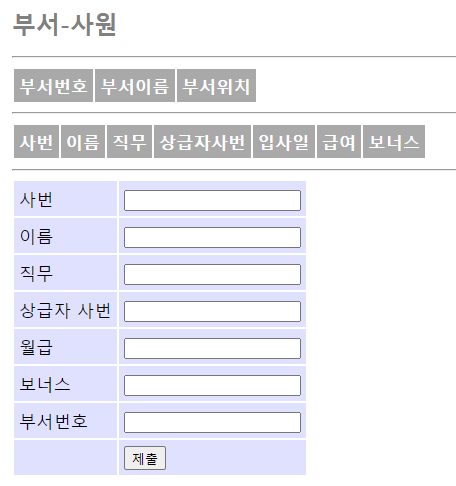 부서-사원
부서번호 부서이름 부서위치
사번 이름 직무 상급자사번 입사일 급여 보너스
사번
이름
직무
상급자 사번
월급
보너스
부서번호
제출